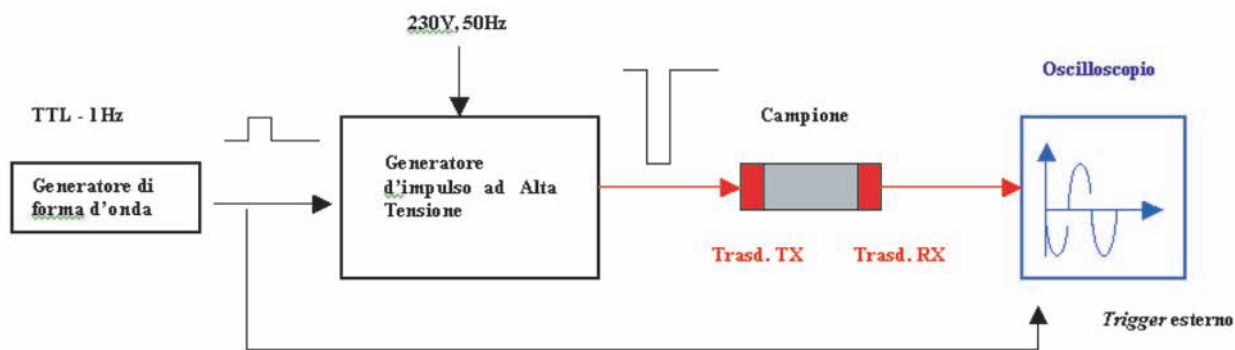 230V, 50Hz
Oscilloscopio
TTL - 1Hz
Campione
Generatore di
forma d'onda
Generatore
d'impulso ad Alta
Tensione
Trasd. TX
Trasd. RX
Trigger esterno